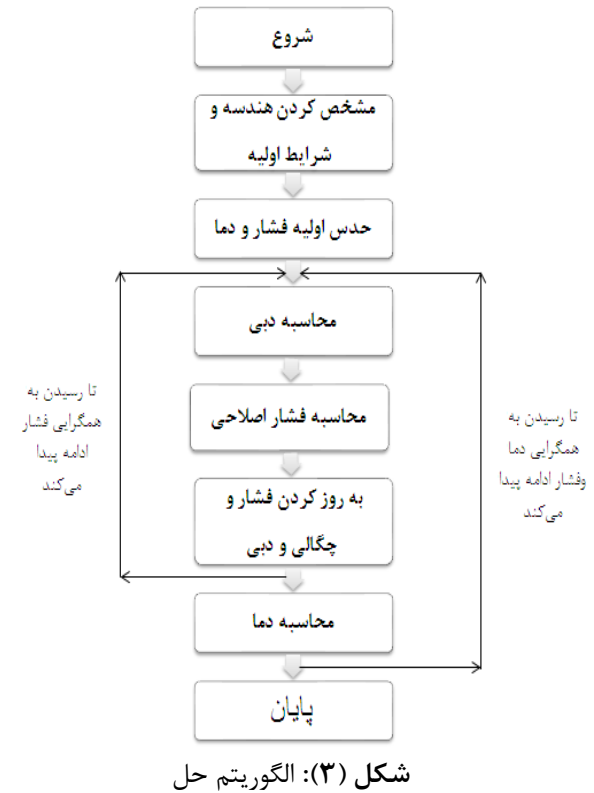 شروع
مشخص کردن هندسه و
شرایط اولیه
حدس اولیه فشار و دما
محاسبه دبی
محاسبه فشار اصلاحی
به روز کردن فشار و
چگالی و دبی
محاسبه دما
پایان
تا رسیدن به
همگرایی فشار
ادامه پیدا
می‌کند
تا رسیدن به
همگرایی دما
وفشار ادامه پیدا
می‌کند
شکل (۳): الگوریتم حل